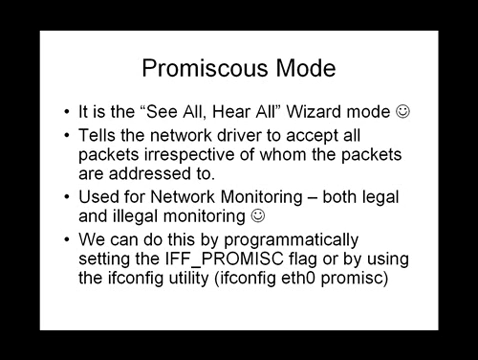 Promiscous Mode
• It is the “See All, Hear All” Wizard mode ☺
• Tells the network driver to accept all
packets irrespective of whom the packets
are addressed to.
• Used for Network Monitoring – both legal
and illegal monitoring ☺
• We can do this by programmatically
setting the IFF_PROMISC flag or by using
the ifconfig utility (ifconfig eth0 promisc)